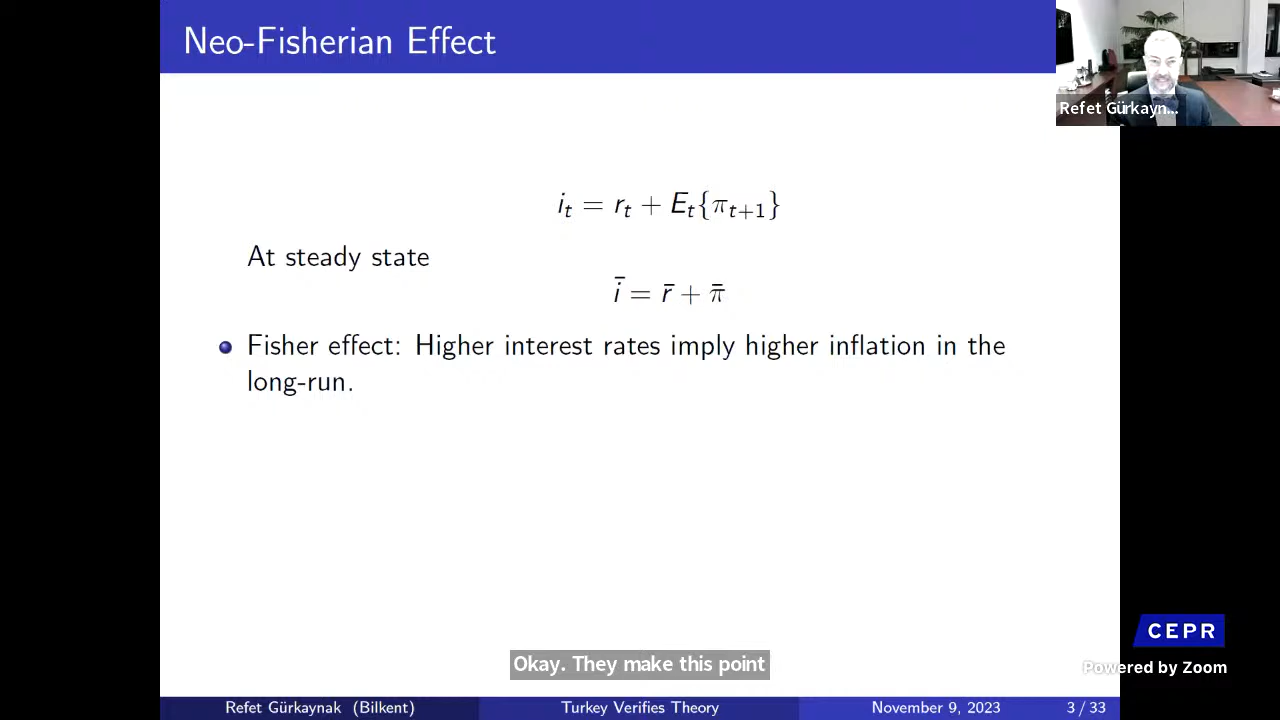 Neo-Fisherian Effect
Refet Gürkayn...
i_t = r_t + E_t{π_{t+1}}
At steady state
ī = r̄ + π̄
Fisher effect: Higher interest rates imply higher inflation in the
long-run.
CEPR
Okay. They make this point
Powered by Zoom
Refet Gürkaynak (Bilkent)
Turkey Verifies Theory
November 9, 2023
3 / 33